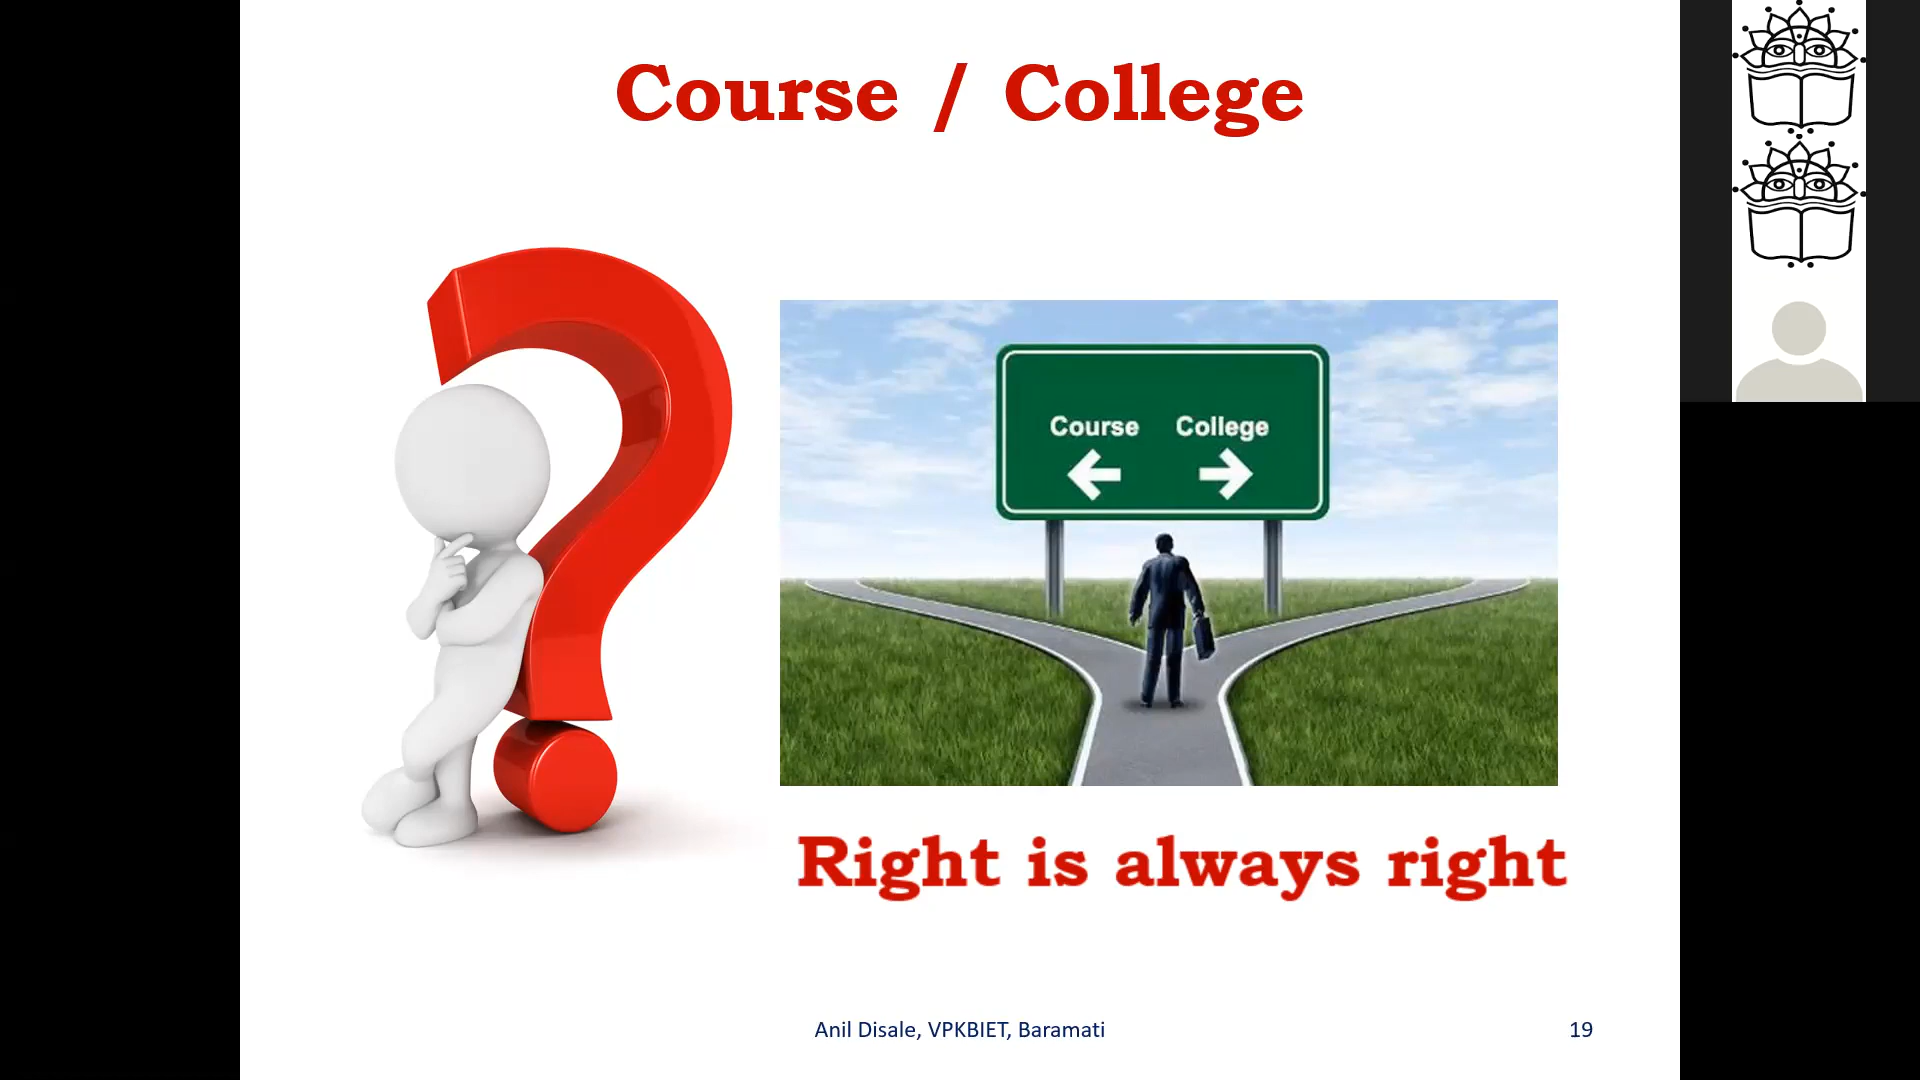 Course / College
Course College
Right is always right
Anil Disale, VPKBIET, Baramati
19